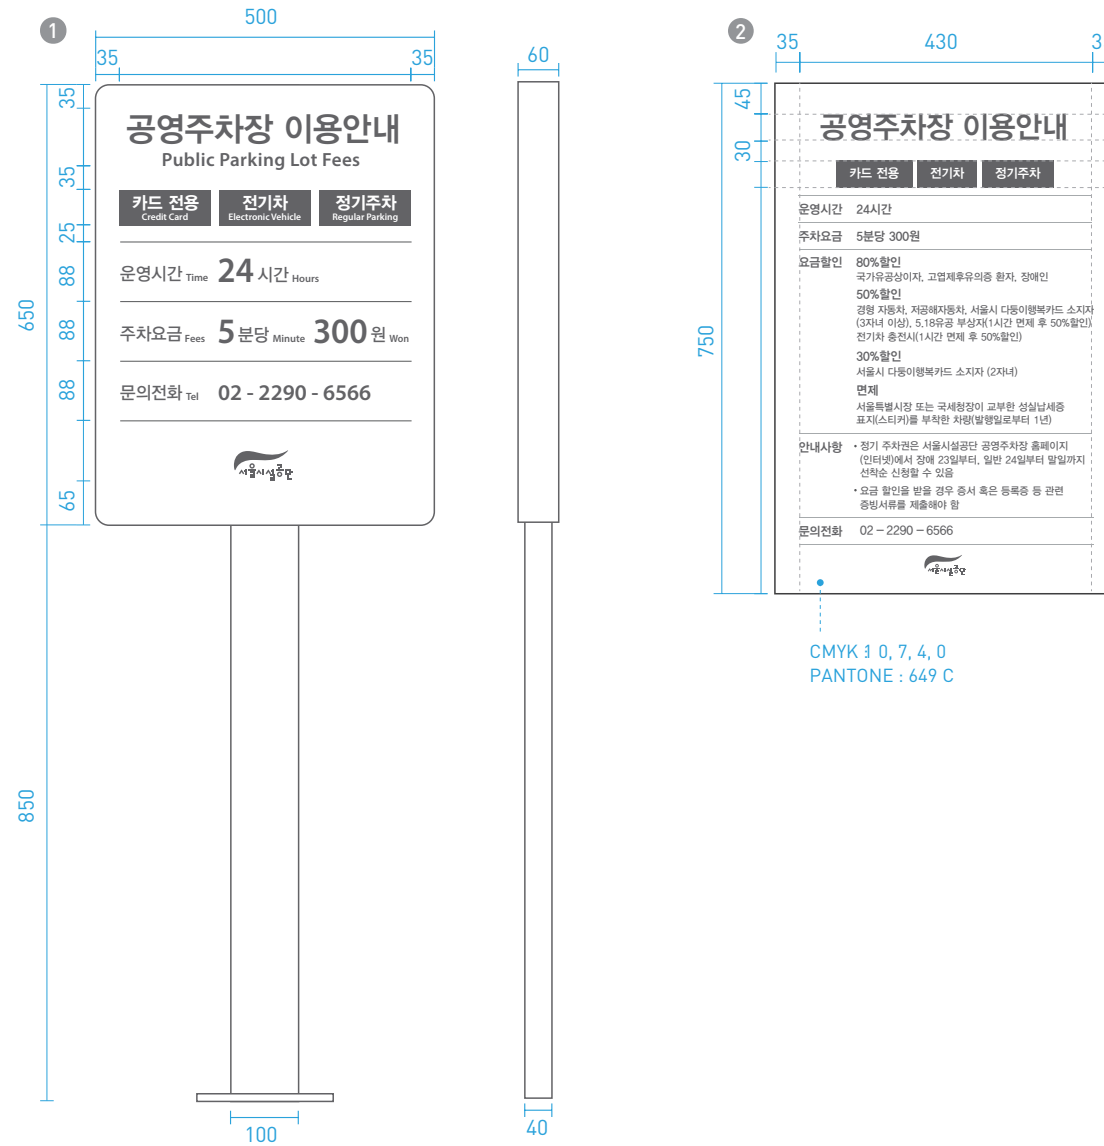 1
500
35
35
35
35
25
88
88
88
65
650
850
공영주차장 이용안내
Public Parking Lot Fees
카드 전용
Credit Card
전기차
Electronic Vehicle
정기주차
Regular Parking
운영시간 Time 24 시간 Hours
주차요금 Fees 5 분당 Minute 300 원 Won
문의전화 Tel 02 - 2290 - 6566
서울시설공단
100
60
40
2
35
430
3
45
30
750
공영주차장 이용안내
카드 전용 전기차 정기주차
운영시간 24시간
주차요금 5분당 300원
요금할인 80%할인
국가유공상이자, 고엽제후유의증 환자, 장애인
50%할인
경형 자동차, 저공해자동차, 서울시 다둥이행복카드 소지자
(3자녀 이상), 5.18유공 부상자(1시간 면제 후 50%할인),
전기차 충전시(1시간 면제 후 50%할인)
30%할인
서울시 다둥이행복카드 소지자 (2자녀)
면제
서울특별시장 또는 국세청장이 교부한 성실납세증
표지(스티커)를 부착한 차량(발행일로부터 1년)
안내사항 • 정기 주차권은 서울시설공단 공영주차장 홈페이지
(인터넷)에서 장애 23일부터, 일반 24일부터 말일까지
선착순 신청할 수 있음
• 요금 할인을 받을 경우 증서 혹은 등록증 등 관련
증빙서류를 제출해야 함
문의전화 02 - 2290 - 6566
서울시설공단
CMYK : 0, 7, 4, 0
PANTONE : 649 C